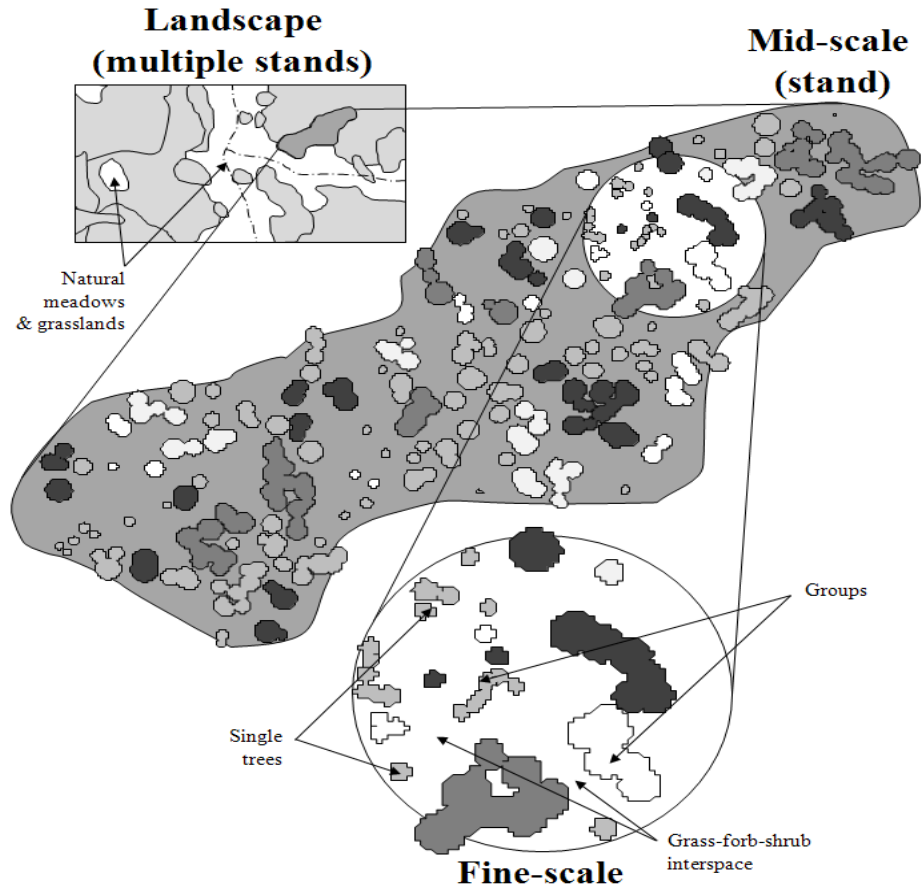 Landscape
(multiple stands)
Mid-scale
(stand)
Natural
meadows
& grasslands
Groups
Single
trees
Grass-forb-shrub
interspace
Fine-scale